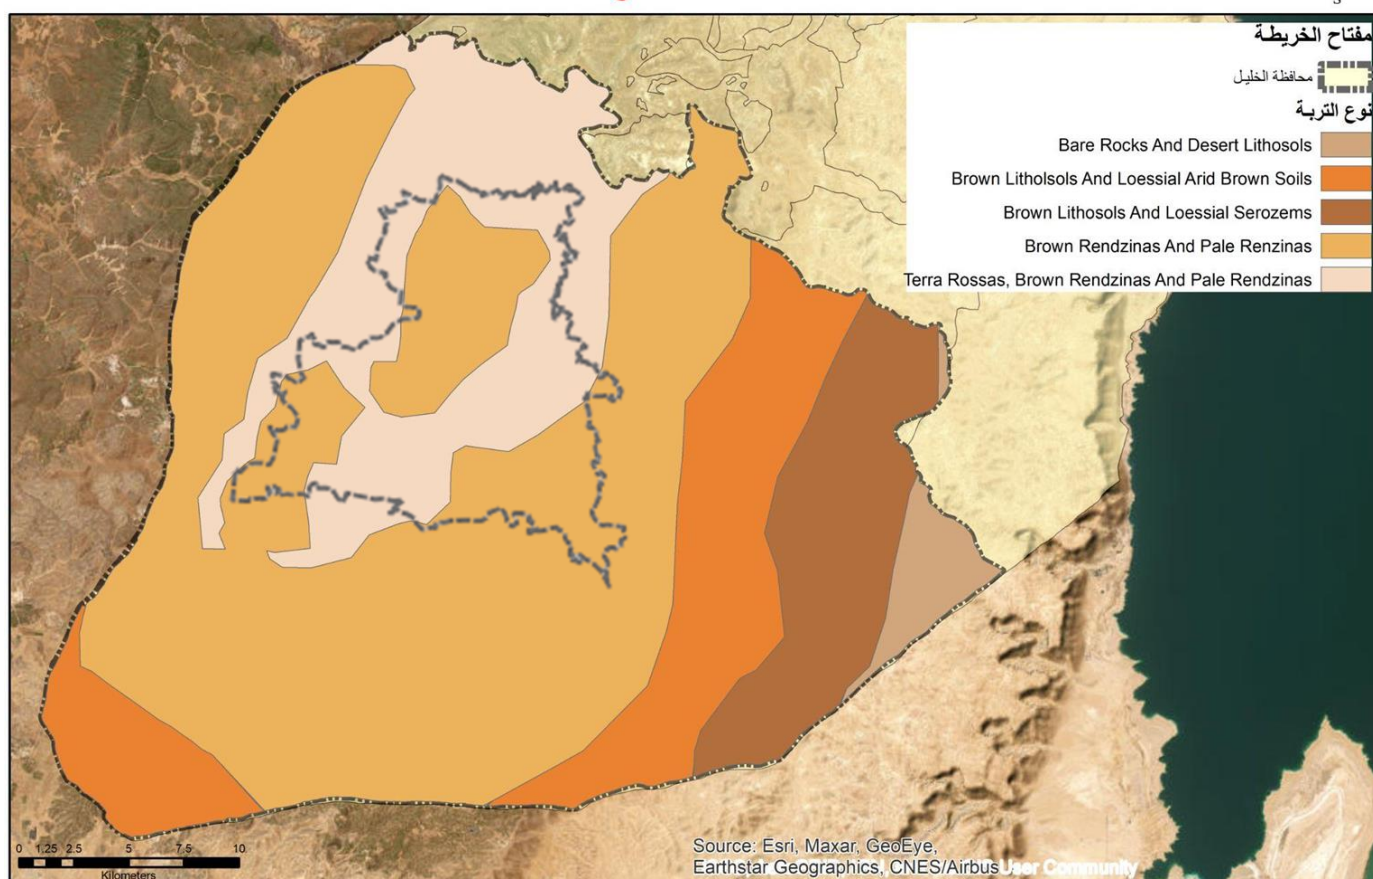 S
مفتاح الخريطة
محافظة الخليل
نوع التربة
Bare Rocks And Desert Lithosols
Brown Litholsols And Loessial Arid Brown Soils
Brown Lithosols And Loessial Serozems
Brown Rendzinas And Pale Renzinas
Terra Rossas, Brown Rendzinas And Pale Rendzinas
0 1.25 2.5 5 7.5 10
Kilometers
Source: Esri, Maxar, GeoEye,
Earthstar Geographics, CNES/Airbus User Community